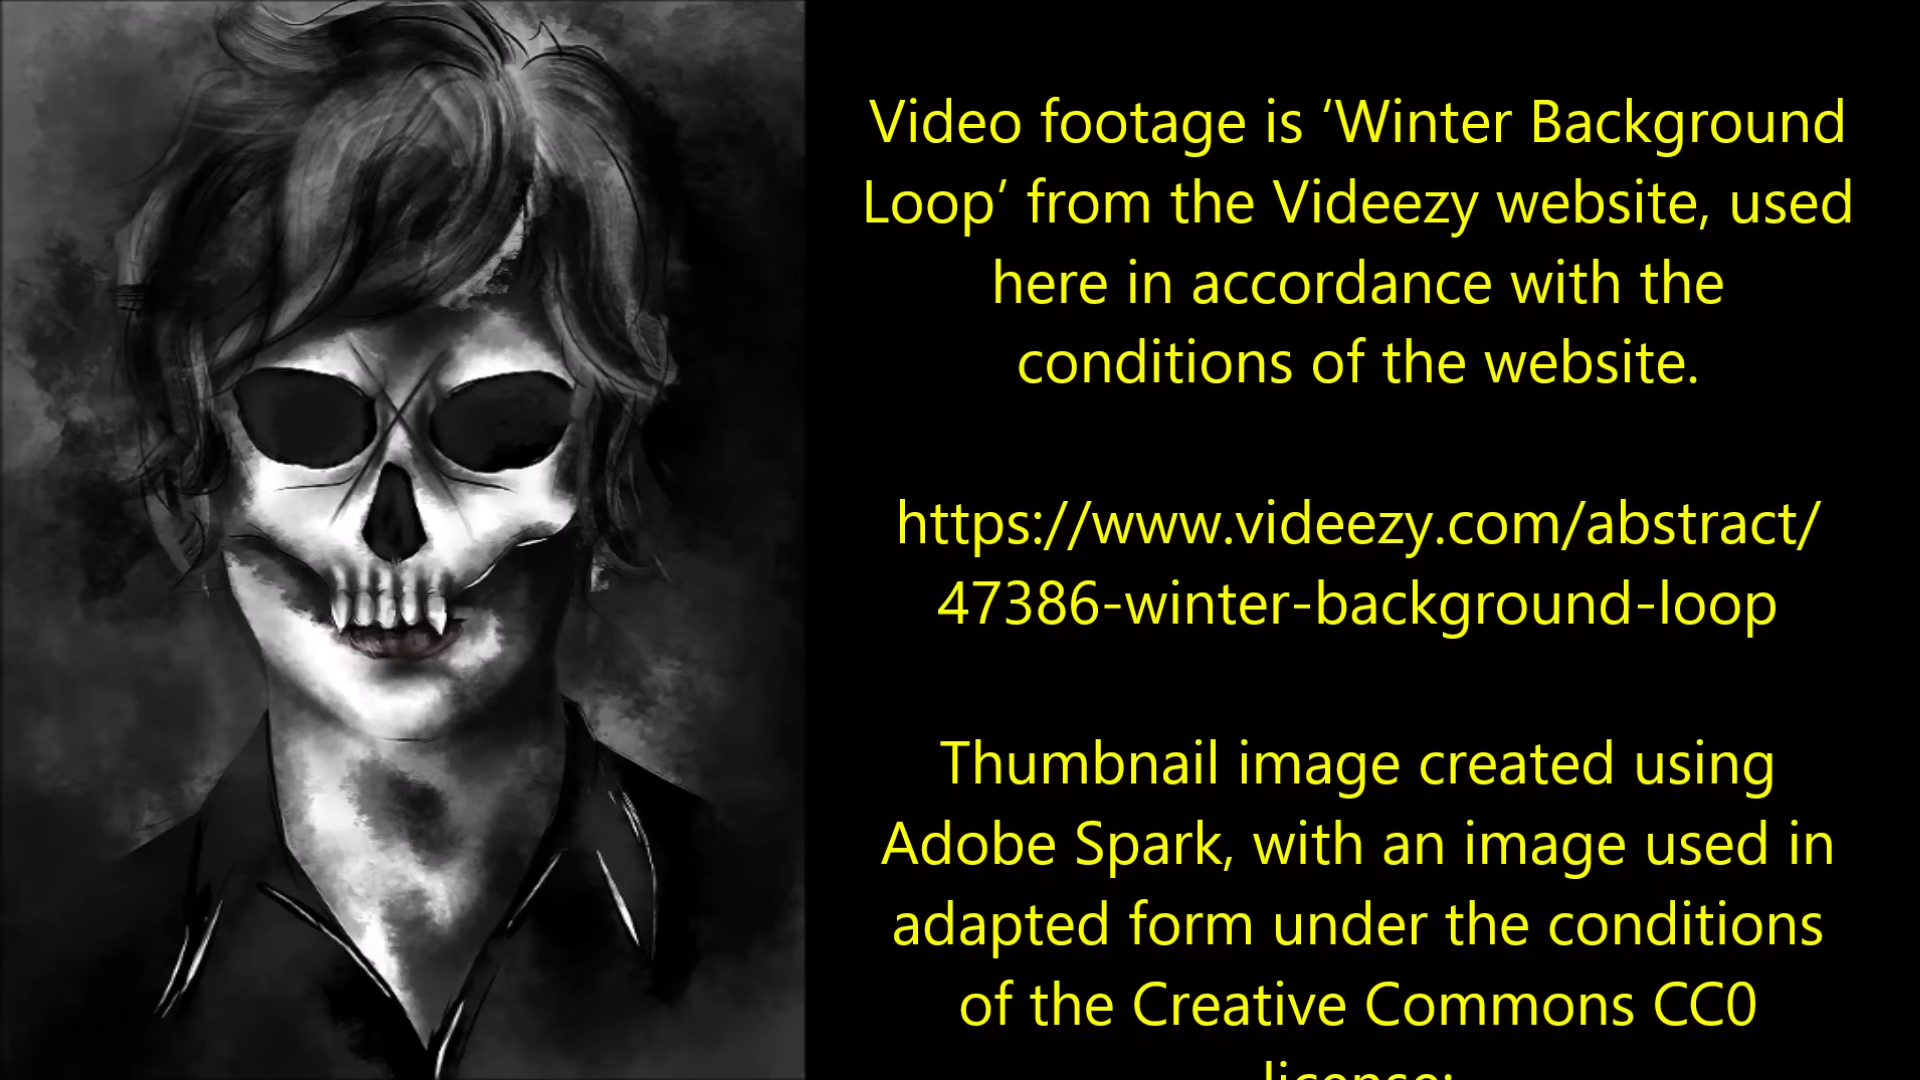 Video footage is ‘Winter Background
Loop’ from the Videezy website, used
here in accordance with the
conditions of the website.
https://www.videezy.com/abstract/
47386-winter-background-loop
Thumbnail image created using
Adobe Spark, with an image used in
adapted form under the conditions
of the Creative Commons CC0
license: